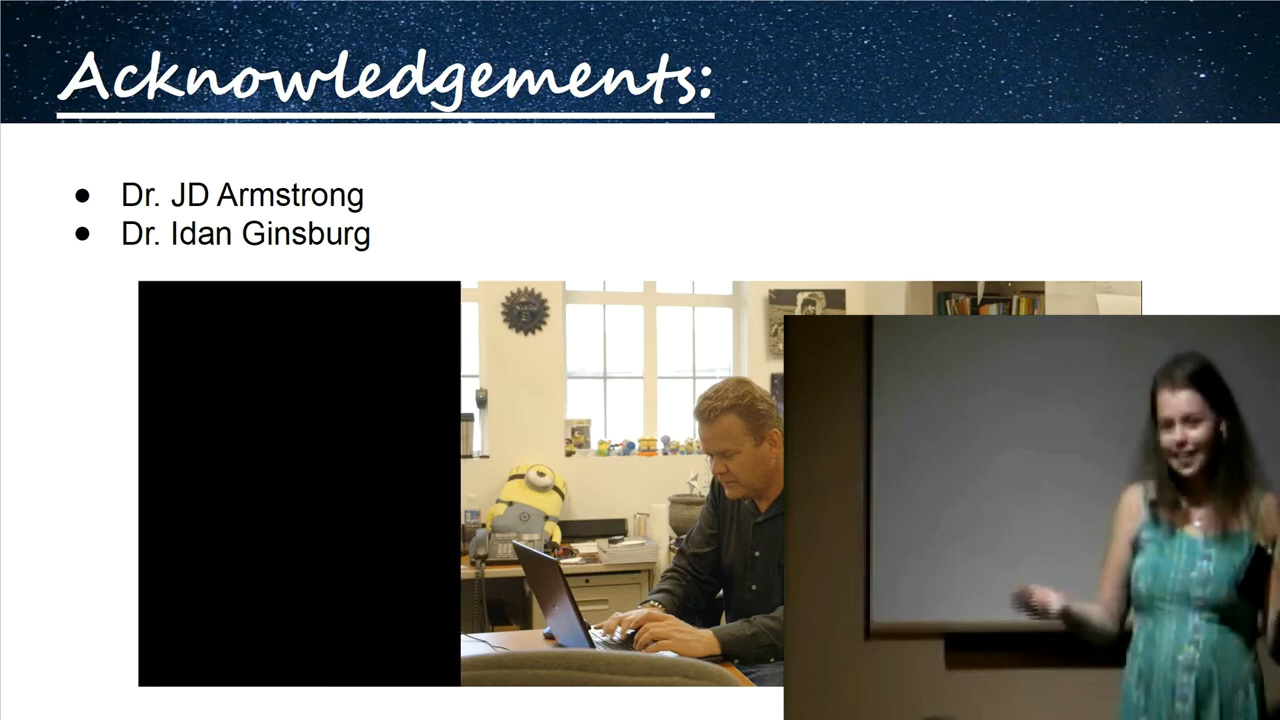 Acknowledgements:
● Dr. JD Armstrong
● Dr. Idan Ginsburg